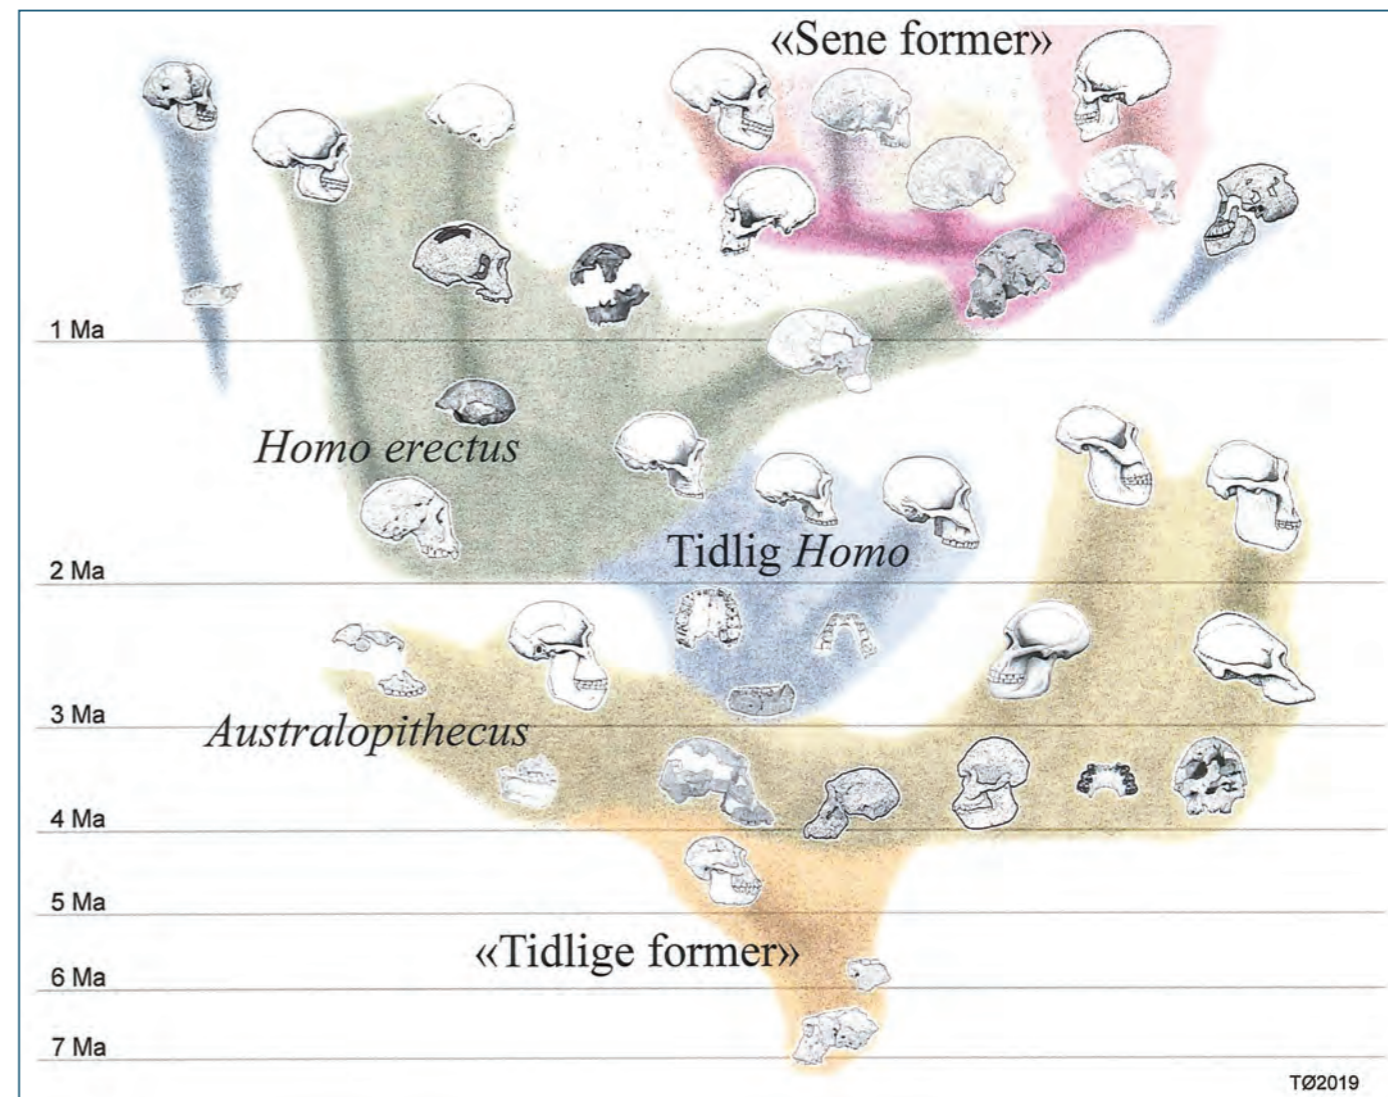 «Sene former»
1 Ma
Homo erectus
Tidlig Homo
2 Ma
3 Ma
Australopithecus
4 Ma
5 Ma
«Tidlige former»
6 Ma
7 Ma
TØ2019